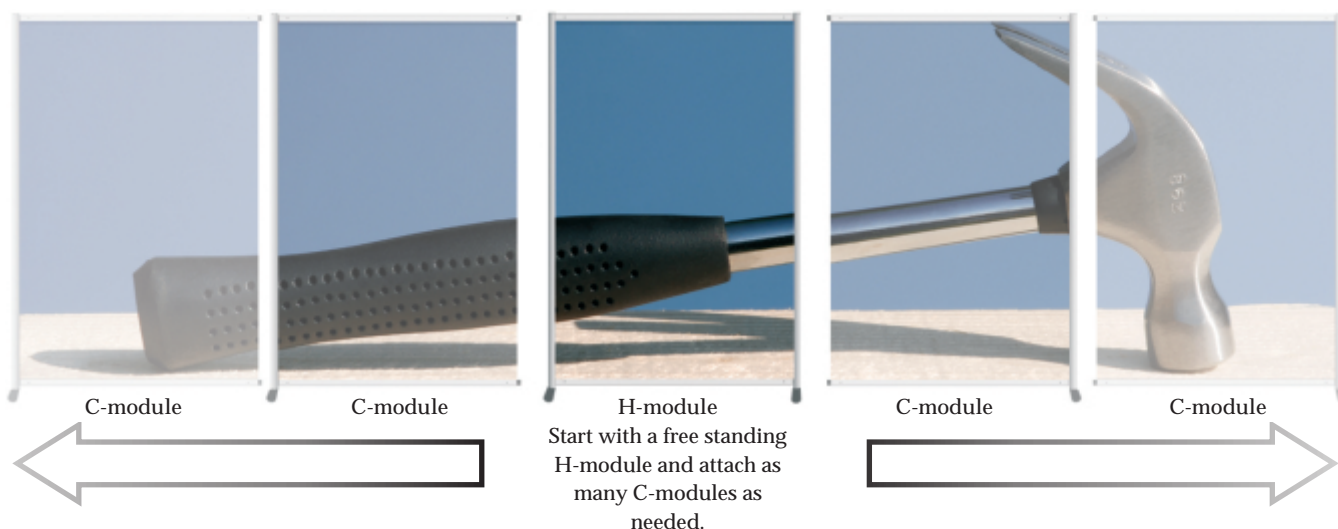 C-module
C-module
H-module
C-module
C-module
Start with a free standing
H-module and attach as
many C-modules as
needed.